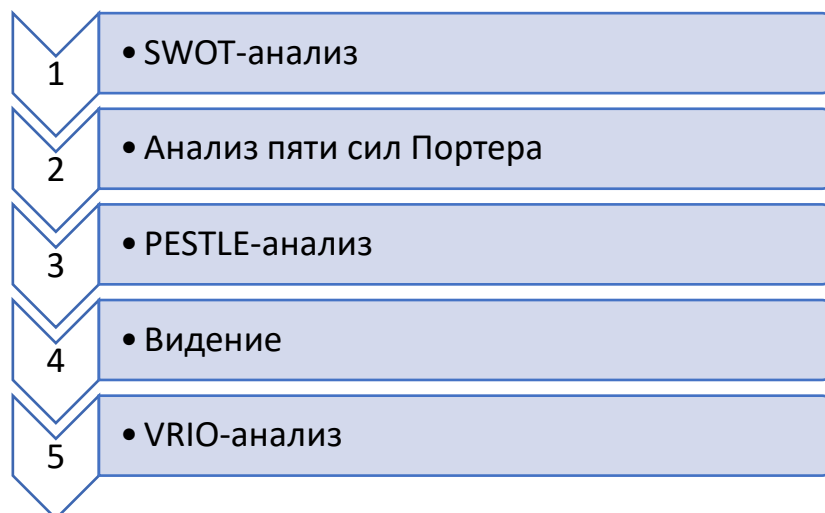 1 • SWOT-анализ
2 • Анализ пяти сил Портера
3 • PESTLE-анализ
4 • Видение
5 • VRIO-анализ